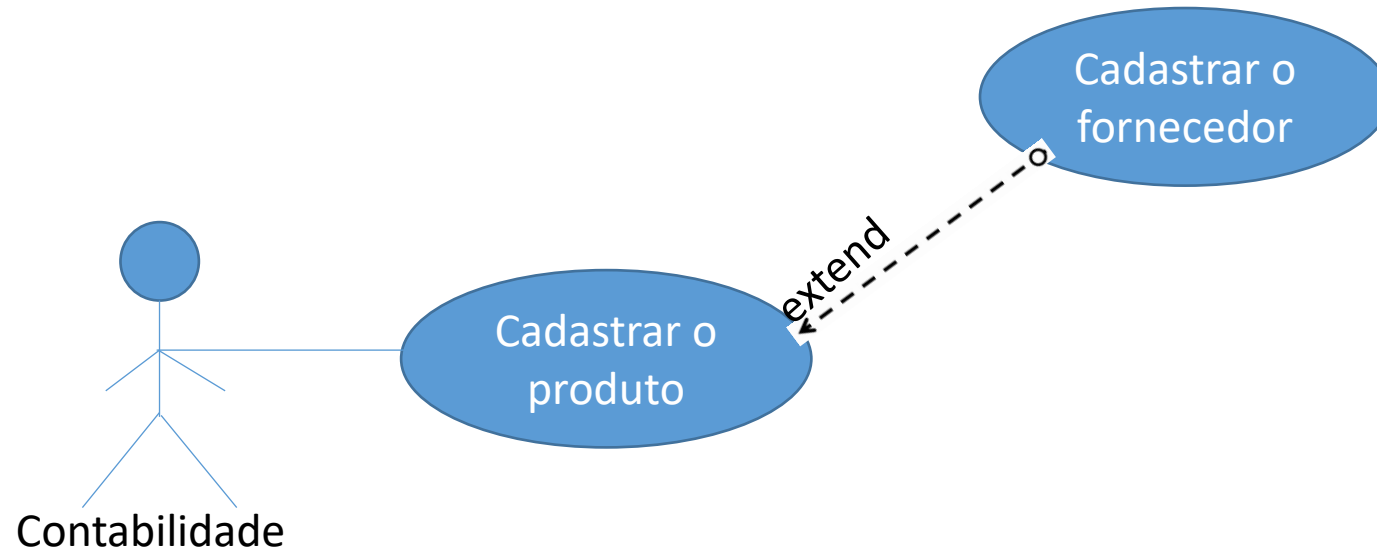 Cadastrar o
fornecedor
extend
Cadastrar o
produto
Contabilidade